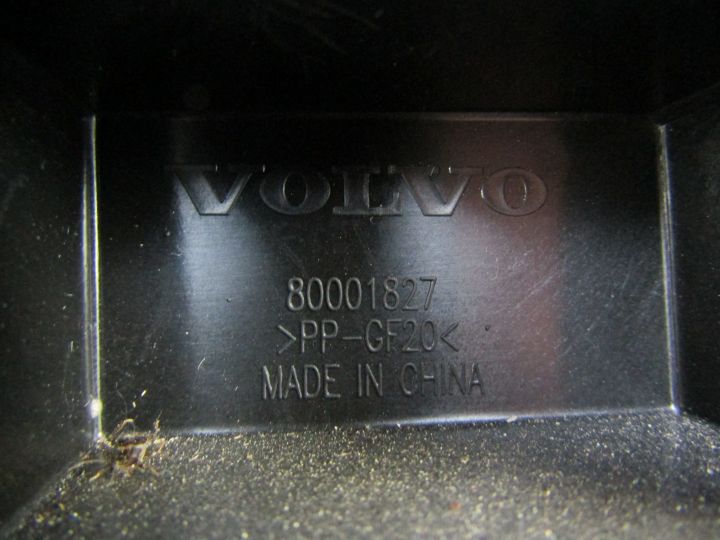 VOLVO
80001827
>PP-GF20<
MADE IN CHINA